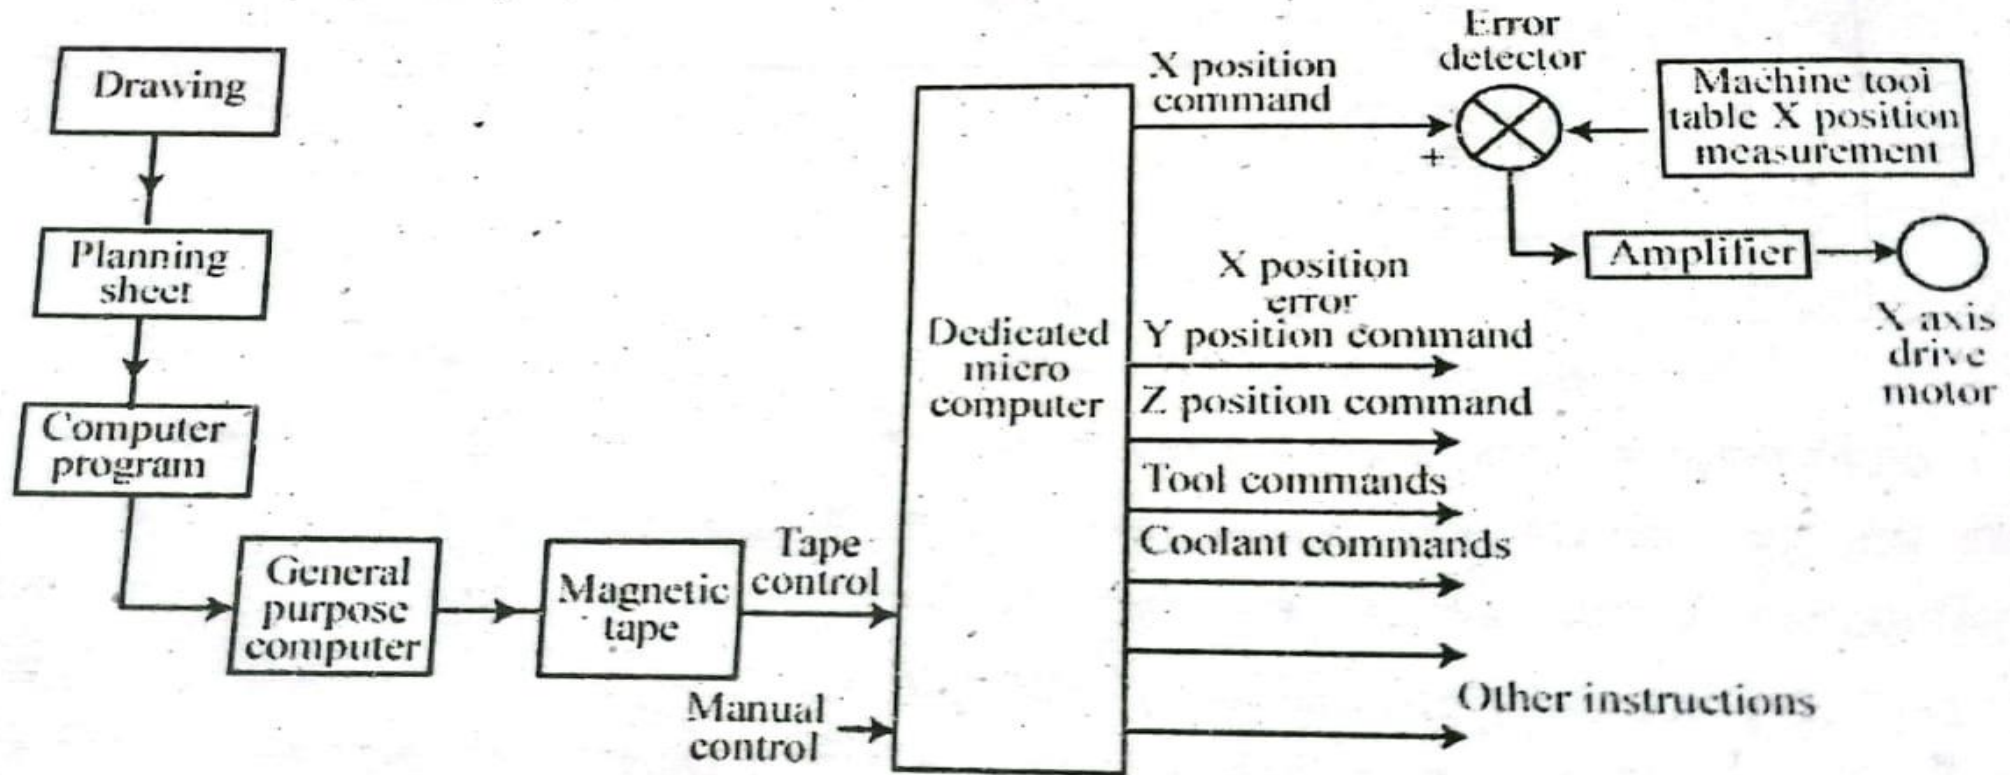 Drawing
Planning
sheet
Computer
program
General
purpose
computer
Magnetic
tape
Tape
control
Manual
control
Dedicated
micro
computer
X position
command
+
Error
detector
Machine tool
table X position
measurement
Amplifier
X axis
drive
motor
X position
error
Y position command
Z position command
Tool commands
Coolant commands
Other instructions